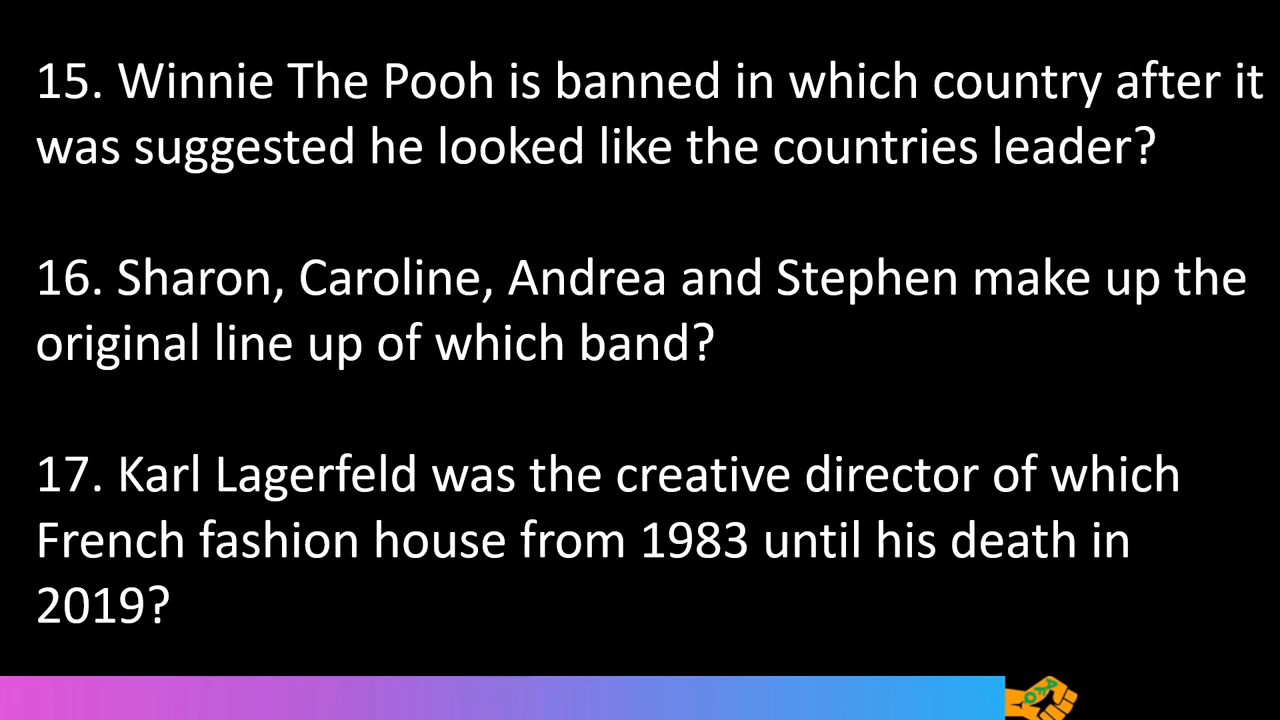 15. Winnie The Pooh is banned in which country after it
was suggested he looked like the countries leader?
16. Sharon, Caroline, Andrea and Stephen make up the
original line up of which band?
17. Karl Lagerfeld was the creative director of which
French fashion house from 1983 until his death in
2019?